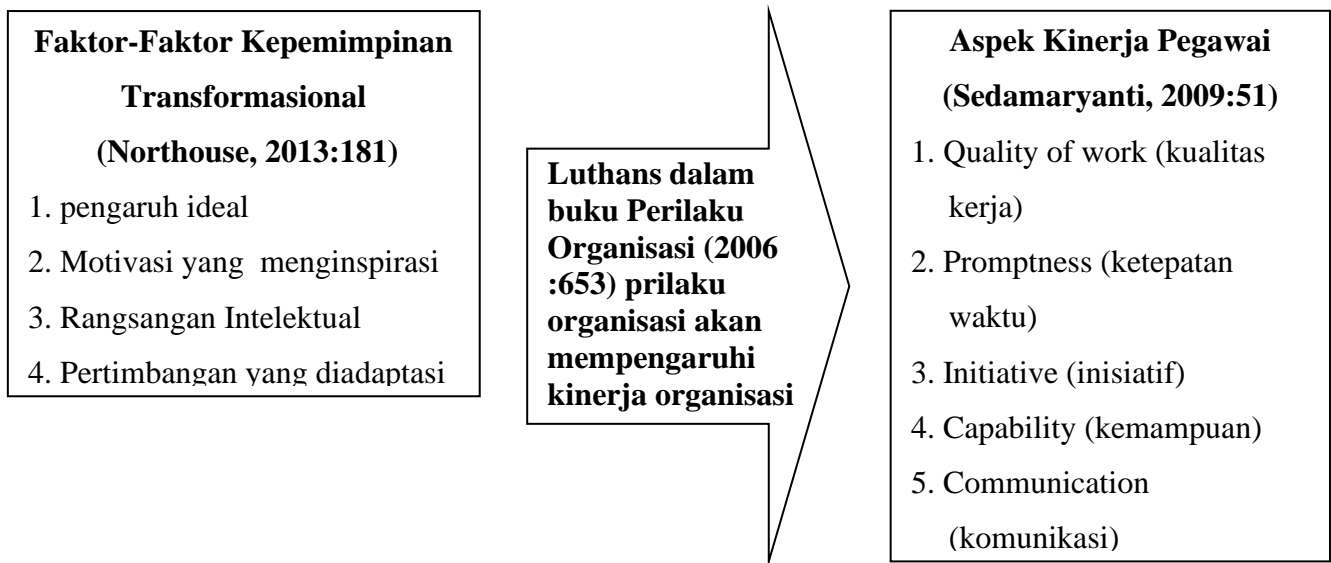 Faktor-Faktor Kepemimpinan
Transformasional
(Northouse, 2013:181)
1. pengaruh ideal
2. Motivasi yang menginspirasi
3. Rangsangan Intelektual
4. Pertimbangan yang diadaptasi
Luthans dalam
buku Perilaku
Organisasi (2006
:653) prilaku
organisasi akan
mempengaruhi
kinerja organisasi
Aspek Kinerja Pegawai
(Sedamaryanti, 2009:51)
1. Quality of work (kualitas
kerja)
2. Promptness (ketepatan
waktu)
3. Initiative (inisiatif)
4. Capability (kemampuan)
5. Communication
(komunikasi)